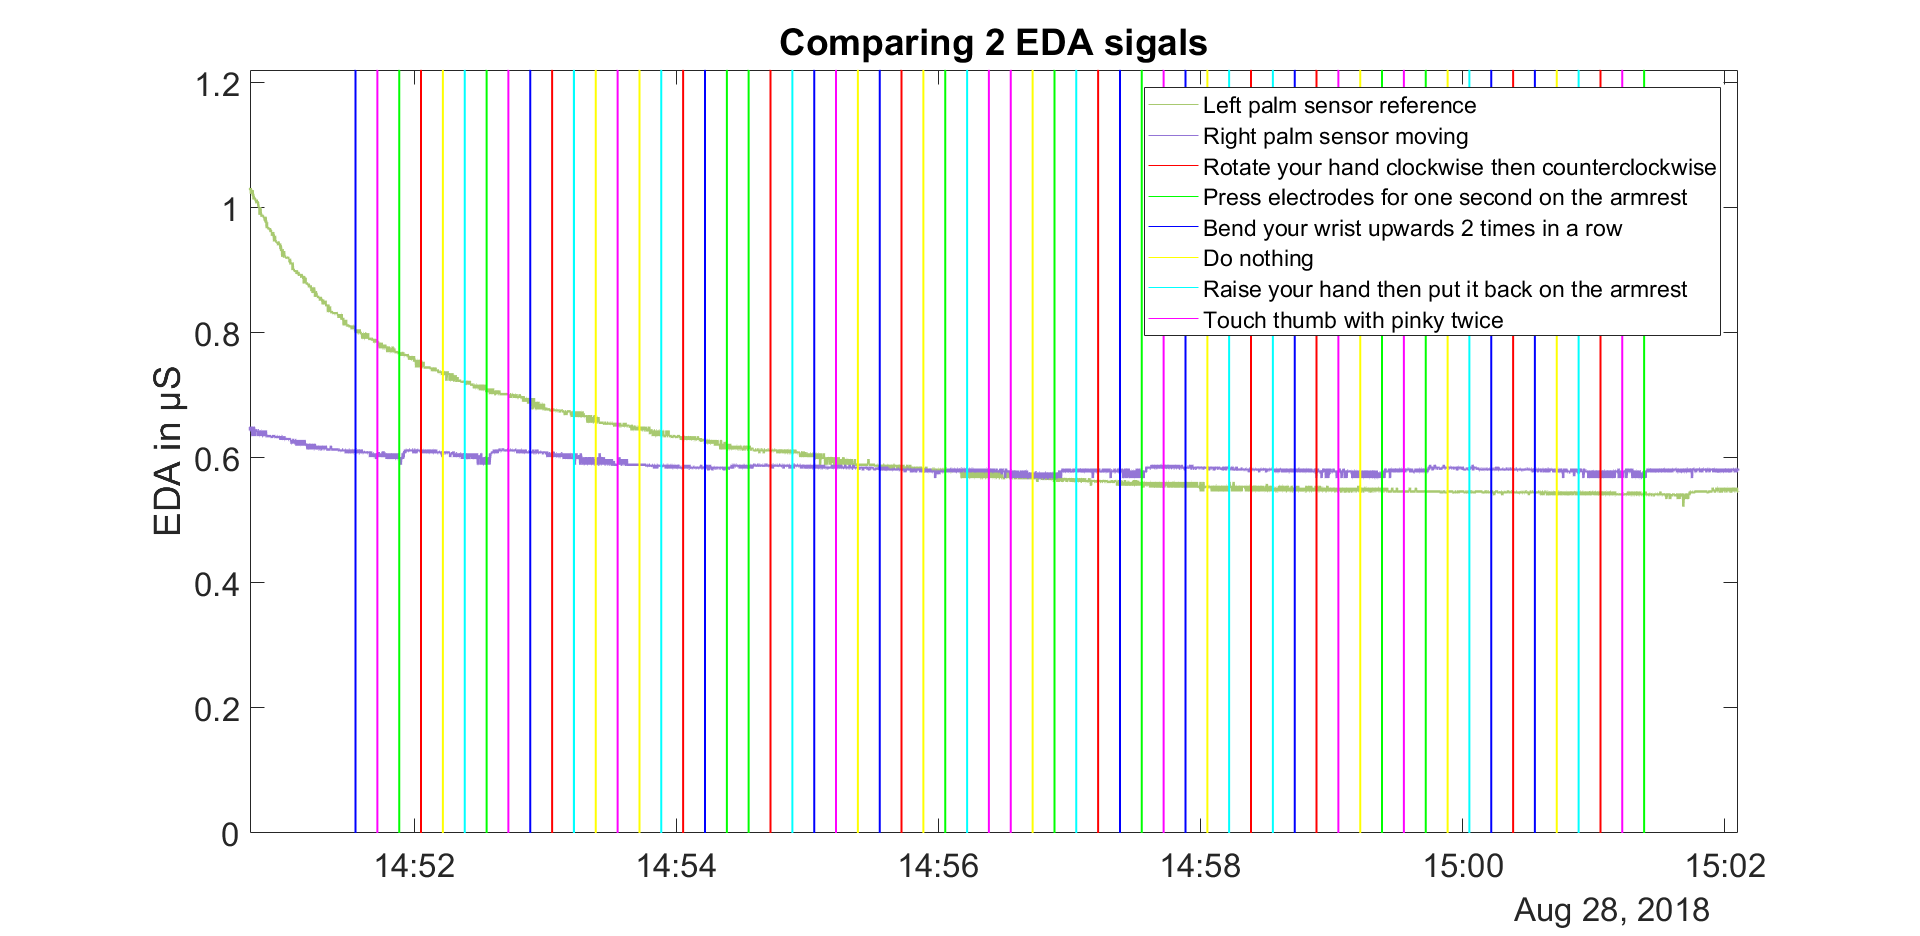 Comparing 2 EDA sigals
1.2
1
0.8
0.6
0.4
0.2
0
EDA in µS
Left palm sensor reference
Right palm sensor moving
Rotate your hand clockwise then counterclockwise
Press electrodes for one second on the armrest
Bend your wrist upwards 2 times in a row
Do nothing
Raise your hand then put it back on the armrest
Touch thumb with pinky twice
14:52 14:54 14:56 14:58 15:00 15:02
Aug 28, 2018